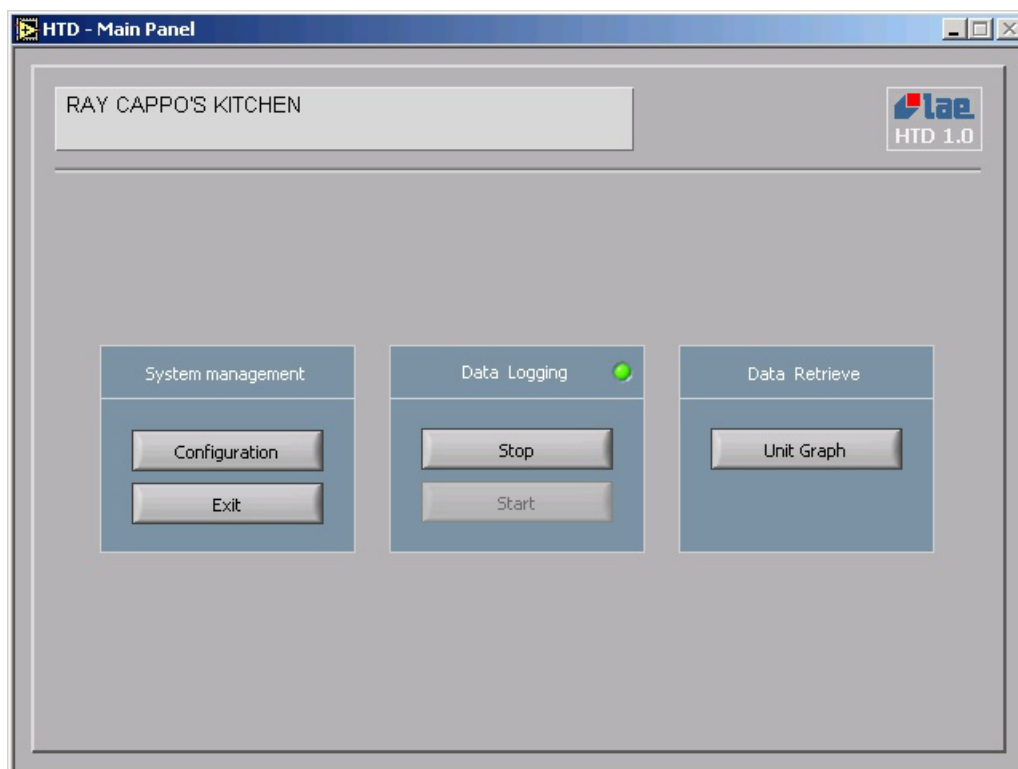 HTD - Main Panel
RAY CAPPO'S KITCHEN
lae
HTD 1.0
System management
Configuration
Exit
Data Logging
Stop
Start
Data Retrieve
Unit Graph